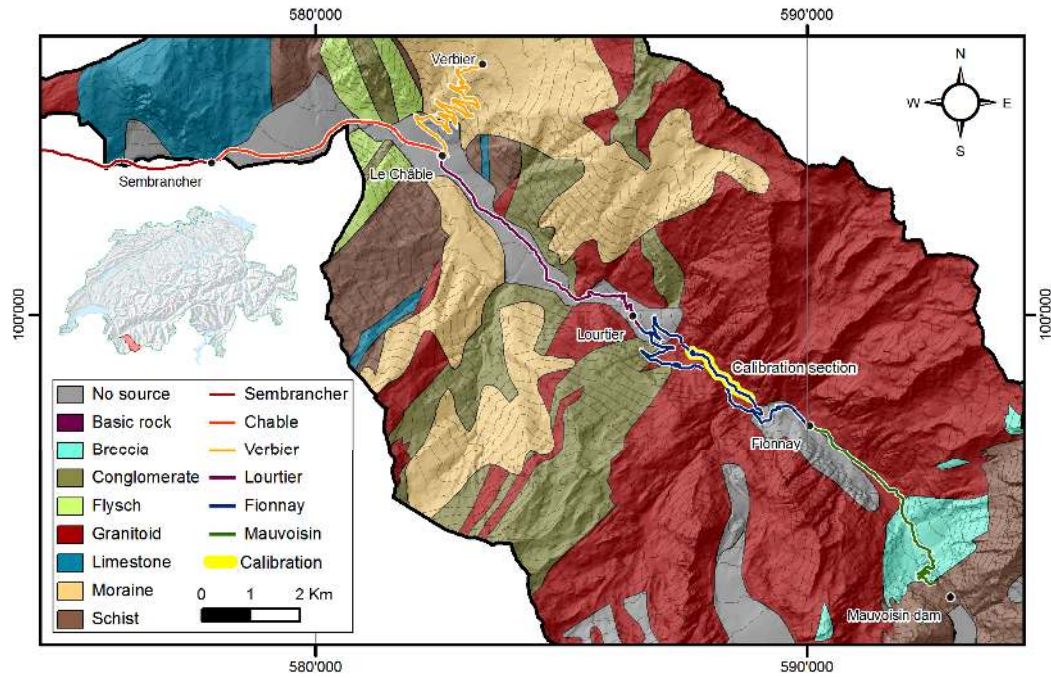 580'000
590'000
Verbier
N
W
E
S
Sembrancher
Le Châble
100'000
100'000
Lourtier
Calibration section
Fionnay
Mauvoisin dam
No source
Basic rock
Breccia
Conglomerate
Flysch
Granitoid
Limestone
Moraine
Schist
Sembrancher
Chable
Verbier
Lourtier
Fionnay
Mauvoisin
Calibration
0 1 2 Km
580'000
590'000